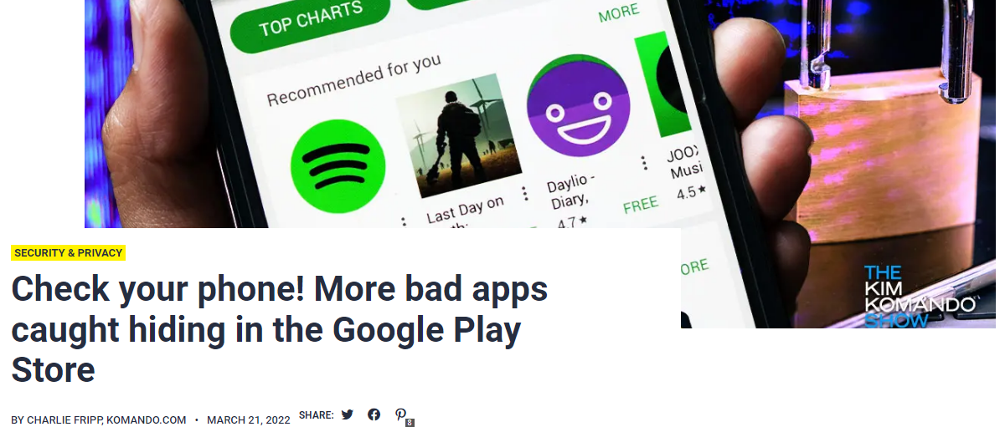 TOP CHARTS
MORE
Recommended for you
Last Day on
Daylio -
Diary,
4.7★
FREE
JOOX
Musi
4.5★
ORE
THE
KIM
KOMANDO
SHOW
SECURITY & PRIVACY
Check your phone! More bad apps
caught hiding in the Google Play
Store
BY CHARLIE FRIPP, KOMANDO.COM • MARCH 21, 2022 SHARE:
8